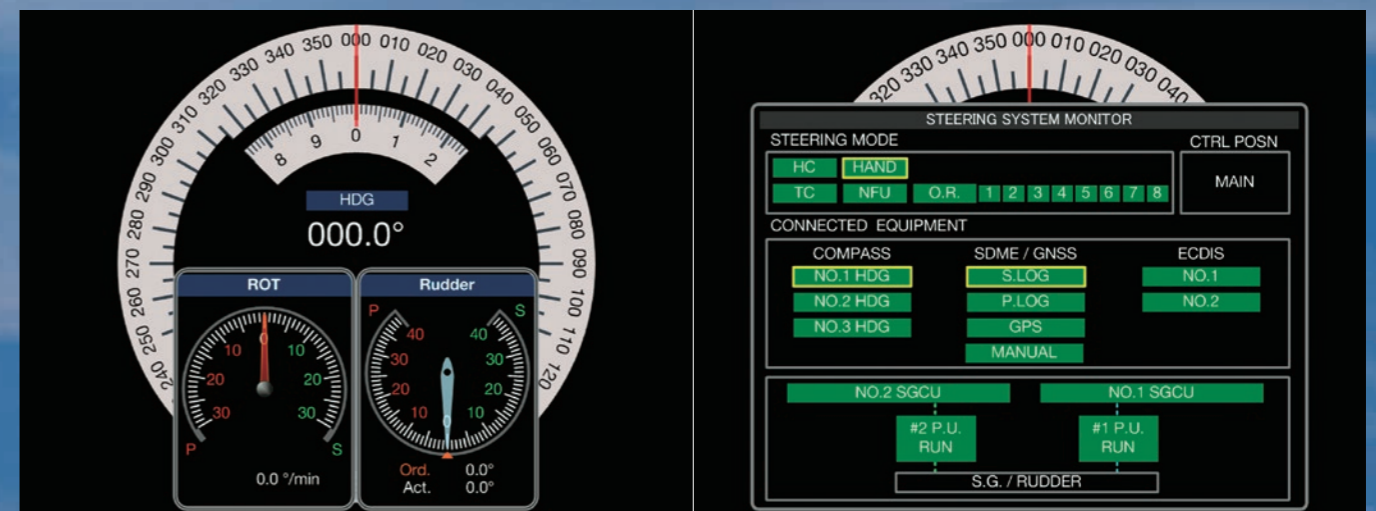 320 330 340 350 000 010 020 030 040
310 050
300 060
290 070
280 080
270 090
260 100
250 110
240 120
8 9 0 1 2
HDG
000.0°
ROT
30 20 10 0 10 20 30
P S
0.0 °/min
Rudder
P S
40 40
30 30
20 20
10 0 10
Ord. 0.0°
Act. 0.0°
320 330 340 350 000 010 020 030 040
STEERING SYSTEM MONITOR
STEERING MODE CTRL POSN
HC HAND
MAIN
TC NFU O.R. 1 2 3 4 5 6 7 8
CONNECTED EQUIPMENT
COMPASS SDME / GNSS ECDIS
NO.1 HDG S.LOG NO.1
NO.2 HDG P.LOG NO.2
NO.3 HDG GPS
MANUAL
NO.2 SGCU NO.1 SGCU
#2 P.U. #1 P.U.
RUN RUN
S.G. / RUDDER